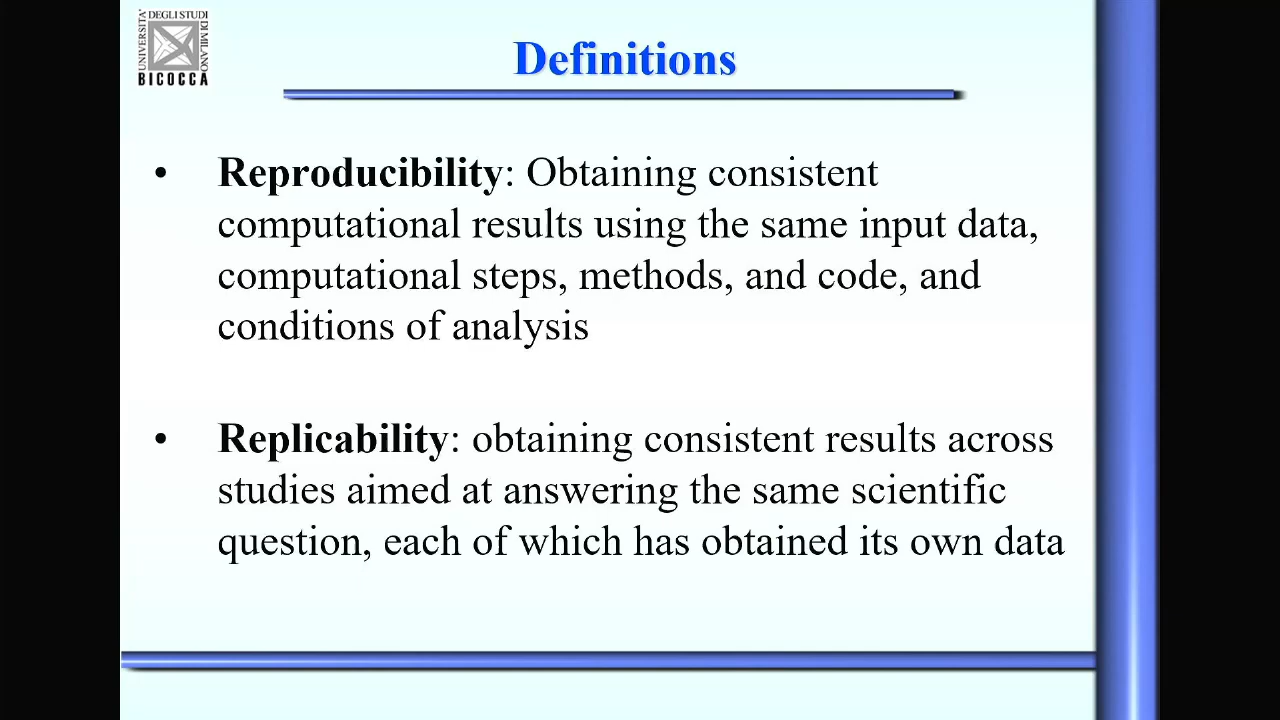 UNIVERSITA' DEGLI STUDI DI MILANO
BICOCCA
Definitions
• Reproducibility: Obtaining consistent
computational results using the same input data,
computational steps, methods, and code, and
conditions of analysis
• Replicability: obtaining consistent results across
studies aimed at answering the same scientific
question, each of which has obtained its own data